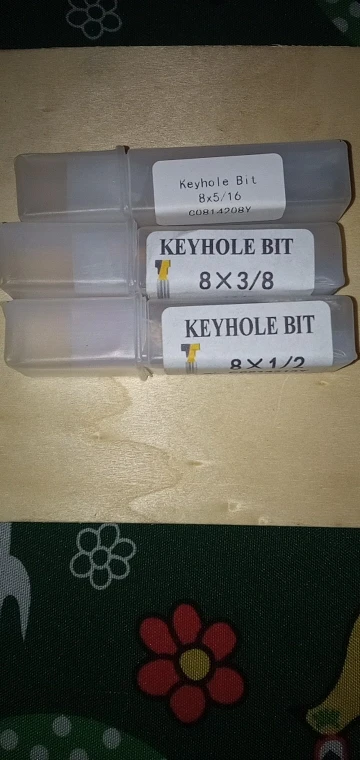 Keyhole Bit
8x5/16
C0814208Y
KEYHOLE BIT
8×3/8
KEYHOLE BIT
8×1/2